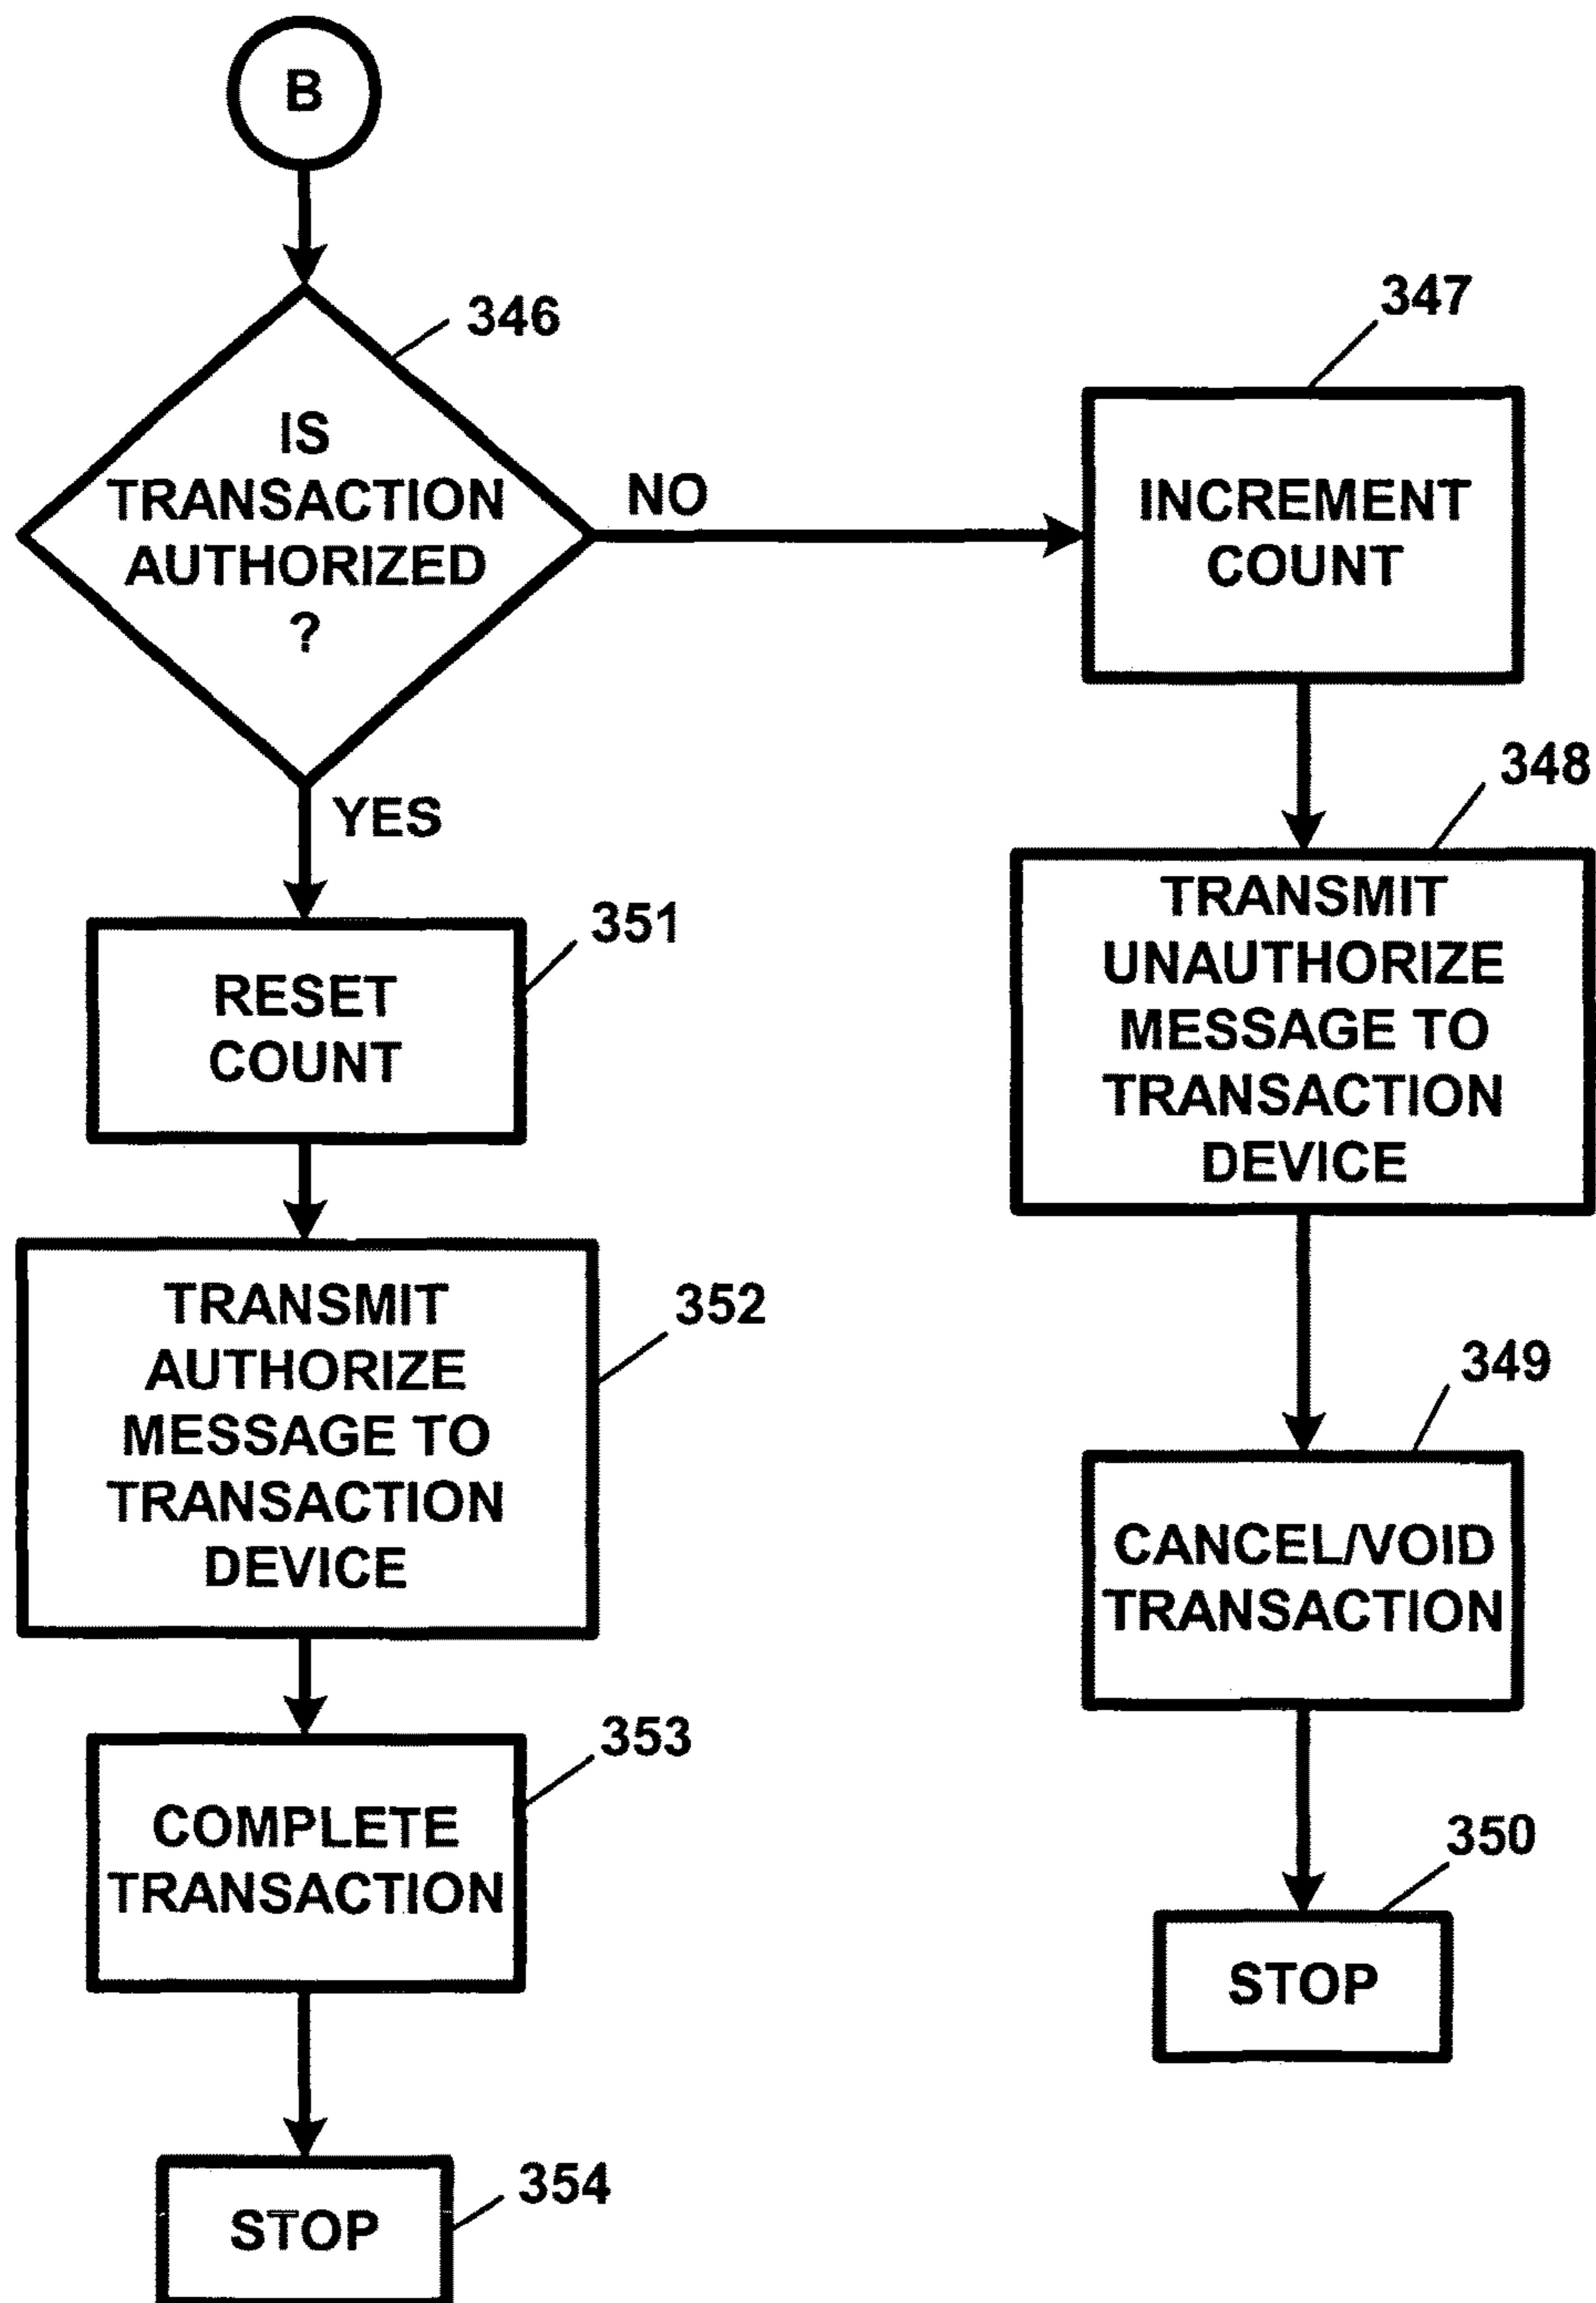 B
346
IS
TRANSACTION
AUTHORIZED
?
NO
YES
347
INCREMENT
COUNT
348
TRANSMIT
UNAUTHORIZE
MESSAGE TO
TRANSACTION
DEVICE
349
CANCEL/VOID
TRANSACTION
350
STOP
351
RESET
COUNT
352
TRANSMIT
AUTHORIZE
MESSAGE TO
TRANSACTION
DEVICE
353
COMPLETE
TRANSACTION
354
STOP